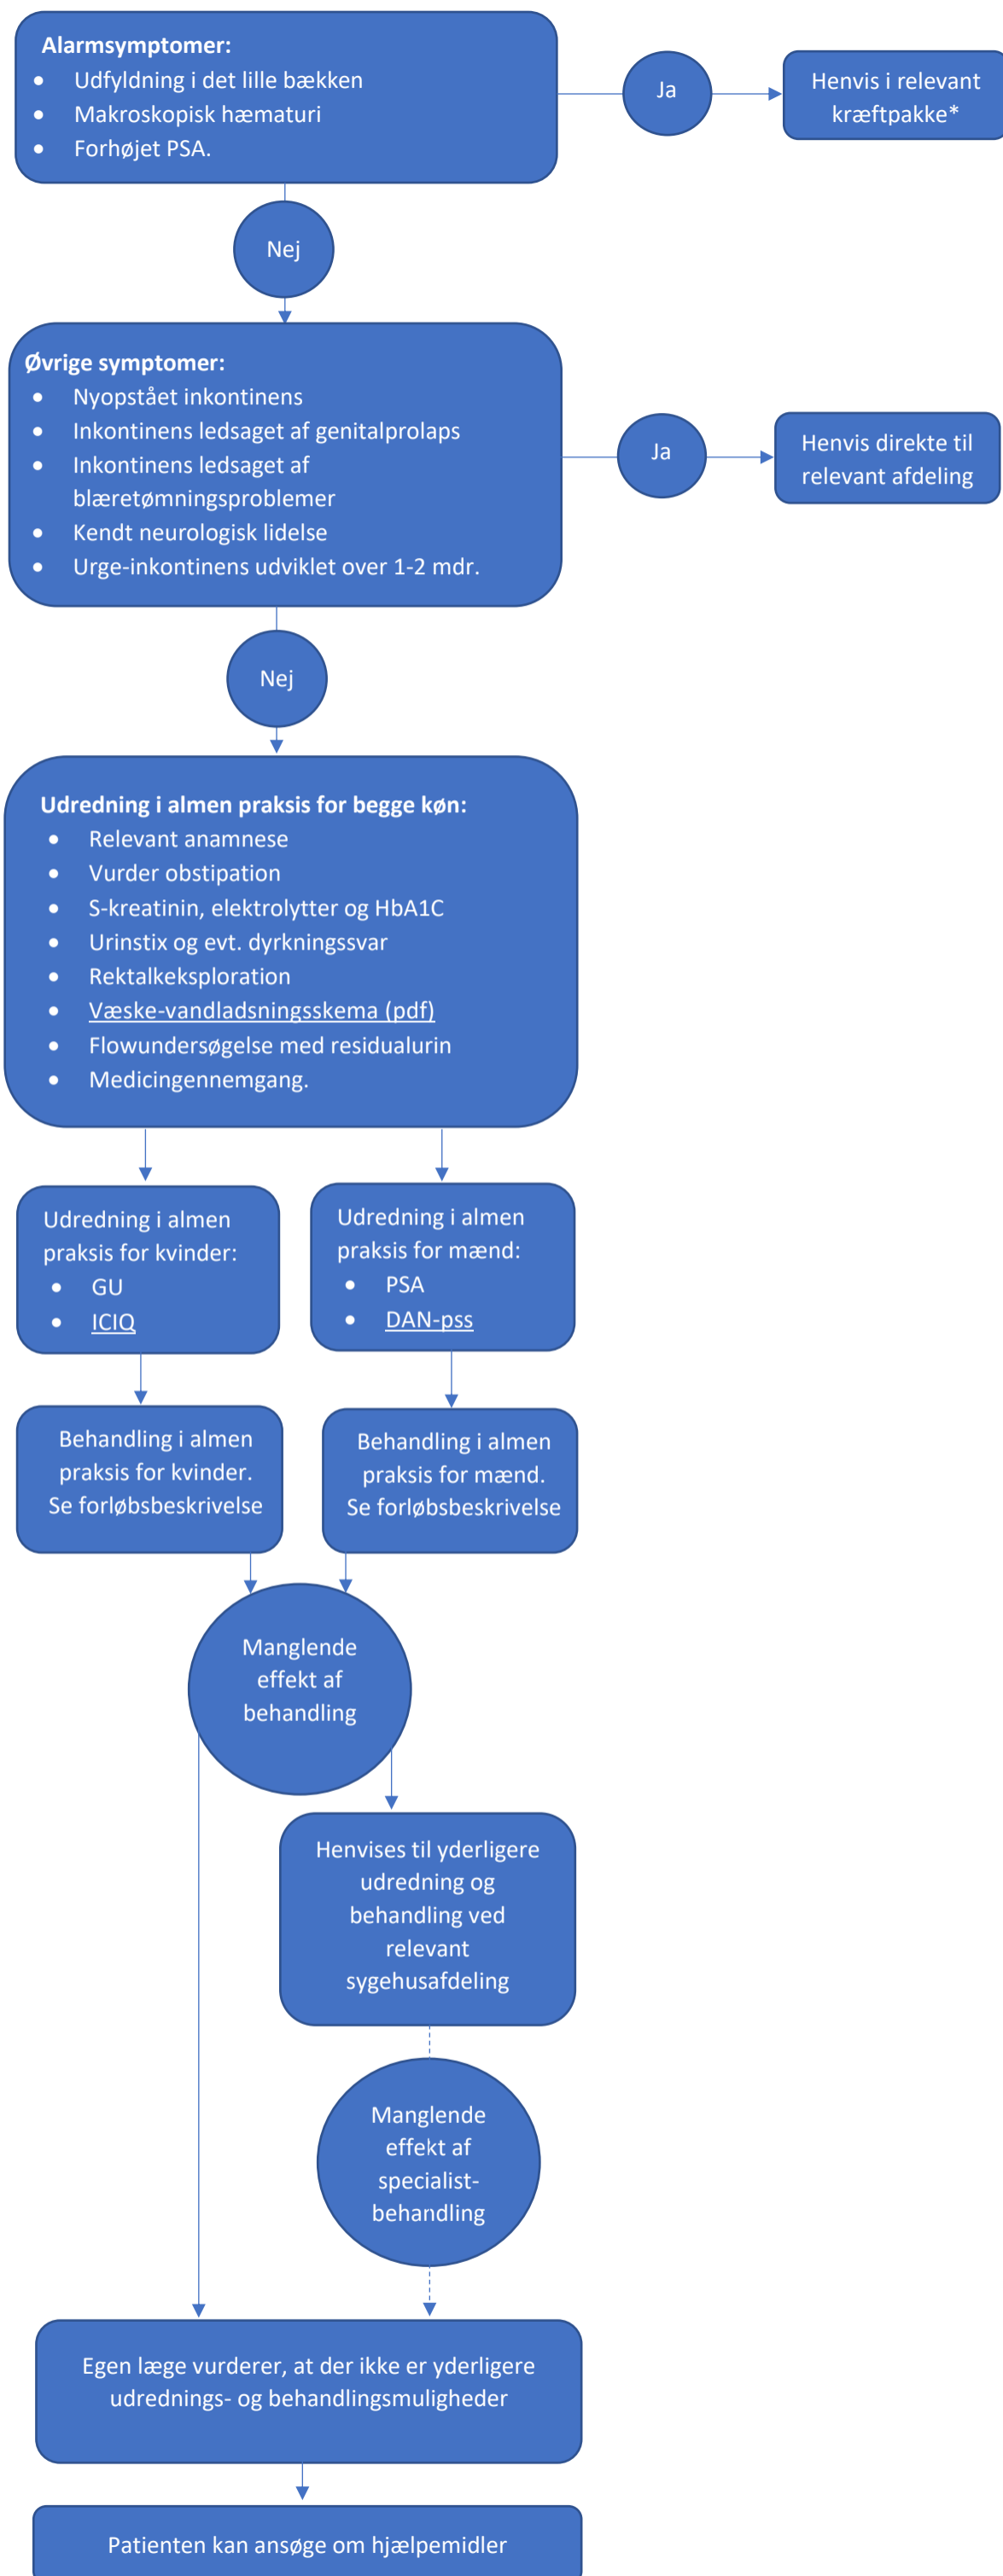 Alarmsymptomer:
• Udfyldning i det lille bækken
• Makroskopisk hæmaturi
• Forhøjet PSA.
Ja
Henvis i relevant
kræftpakke*
Nej
Øvrige symptomer:
• Nyopstået inkontinens
• Inkontinens ledsaget af genitalprolaps
• Inkontinens ledsaget af
blæretømningsproblemer
• Kendt neurologisk lidelse
• Urge-inkontinens udviklet over 1-2 mdr.
Ja
Henvis direkte til
relevant afdeling
Nej
Udredning i almen praksis for begge køn:
• Relevant anamnese
• Vurder obstipation
• S-kreatinin, elektrolytter og HbA1C
• Urinstix og evt. dyrkningssvar
• Rektalkeksploration
• Væske-vandladsningsskema (pdf)
• Flowundersøgelse med residualurin
• Medicingennemgang.
Udredning i almen
praksis for kvinder:
• GU
• ICIQ
Udredning i almen
praksis for mænd:
• PSA
• DAN-pss
Behandling i almen
praksis for kvinder.
Se forløbsbeskrivelse
Behandling i almen
praksis for mænd.
Se forløbsbeskrivelse
Manglende
effekt af
behandling
Henvises til yderligere
udredning og
behandling ved
relevant
sygehusafdeling
Manglende
effekt af
specialist-
behandling
Egen læge vurderer, at der ikke er yderligere
udrednings- og behandlingsmuligheder
Patienten kan ansøge om hjælpemidler